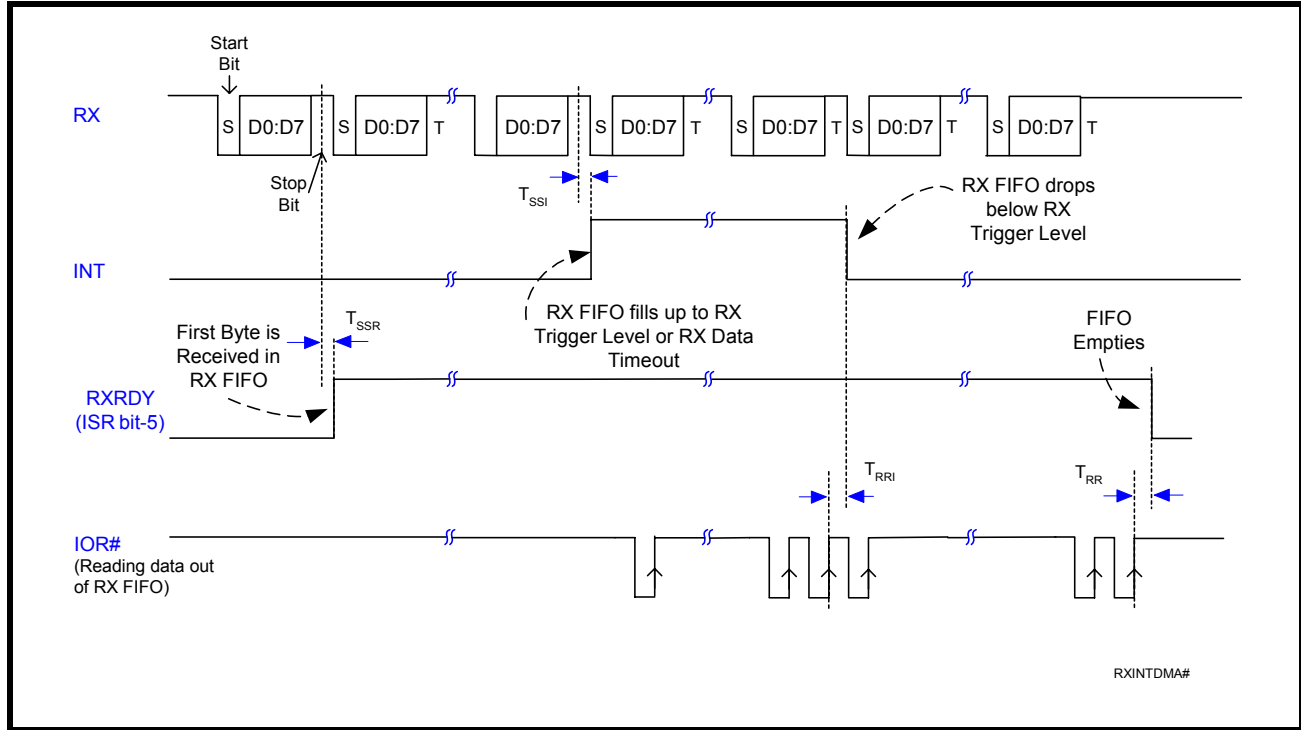 Start
Bit
RX
S D0:D7 S D0:D7 T D0:D7 S D0:D7 T S D0:D7 T S D0:D7 T S D0:D7 T
Stop
Bit
TSSI
RX FIFO drops
below RX
Trigger Level
INT
RX FIFO fills up to RX
Trigger Level or RX Data
Timeout
TSSR
First Byte is
Received in
RX FIFO
FIFO
Empties
RXRDY
(ISR bit-5)
TRRI
TRR
IOR#
(Reading data out
of RX FIFO)
RXINTDMA#